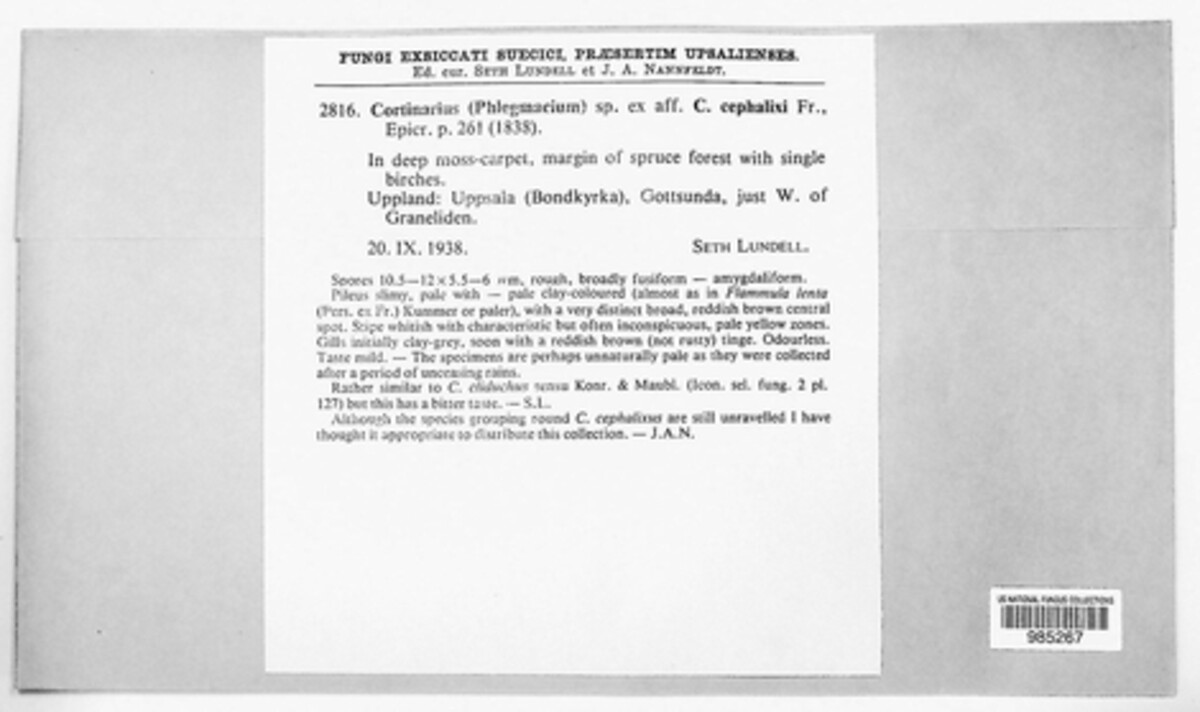 FUNGI EXSICCATI SUECICI, PRÆSERTIM UPSALIENSES.
Ed. cur. SETH LUNDELL et J. A. NANNFELDT.
2816. Cortinarius (Phlegmacium) sp. ex aff. C. cephalixi Fr.,
Epicr. p. 261 (1838).
In deep moss-carpet, margin of spruce forest with single
birches.
Uppland: Uppsala (Bondkyrka), Gottsunda, just W. of
Graneliden.
20. IX. 1938. SETH LUNDELL.
Spores 10.5—12×5.5—6 µm, rough, broadly fusiform — amygdaliform.
Pileus slimy, pale with — pale clay-coloured (almost as in Flammula lenta
(Pers. ex Fr.) Kummer or paler), with a very distinct broad, reddish brown central
spot. Stipe whitish with characteristic but often inconspicuous, pale yellow zones.
Gills initially clay-grey, soon with a reddish brown (not rusty) tinge. Odourless.
Taste mild. — The specimens are perhaps unnaturally pale as they were collected
after a period of unceasing rains.
Rather similar to C. cliduchus sensu Konr. & Maubl. (Icon. sel. fung. 2 pl.
127) but this has a bitter taste. — S.L.
Although the species grouping round C. cephalixus are still unravelled I have
thought it appropriate to distribute this collection. — J.A.N.
US NATIONAL FUNGUS COLLECTIONS
985267